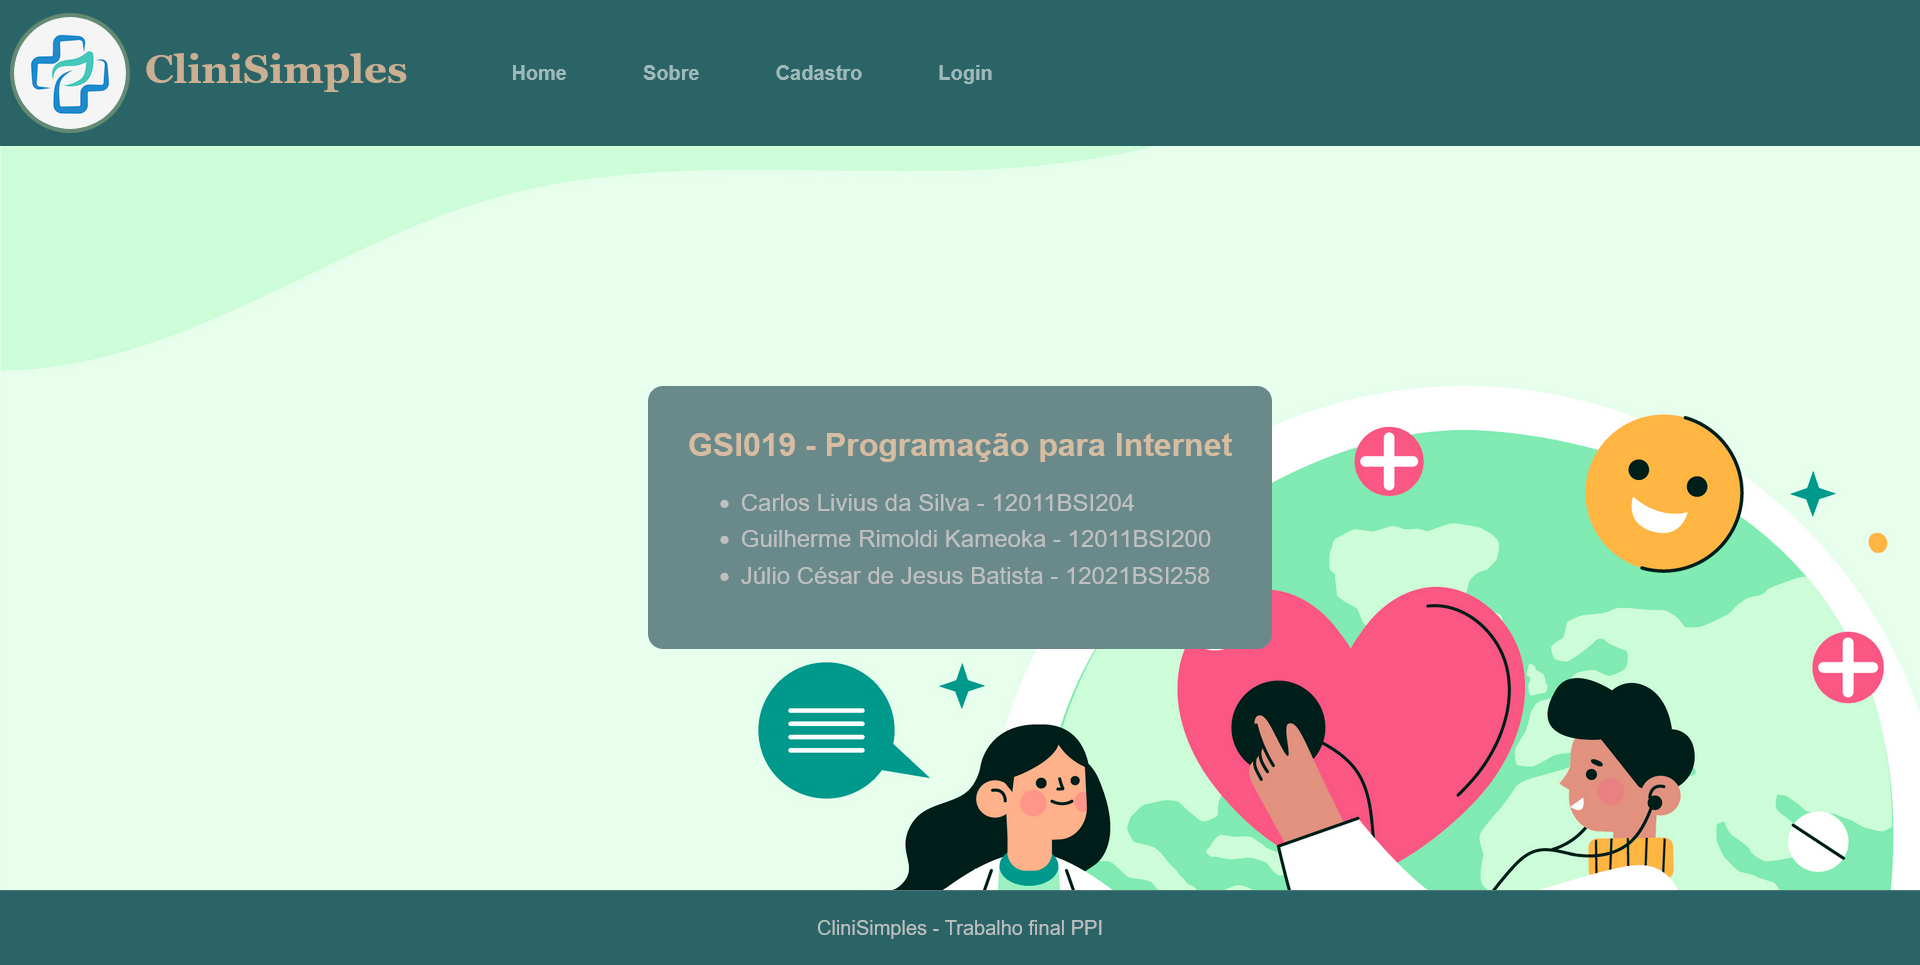 CliniSimples
Home
Sobre
Cadastro
Login
GSI019 - Programação para Internet
• Carlos Livius da Silva - 12011BSI204
• Guilherme Rimoldi Kameoka - 12011BSI200
• Júlio César de Jesus Batista - 12021BSI258
CliniSimples - Trabalho final PPI